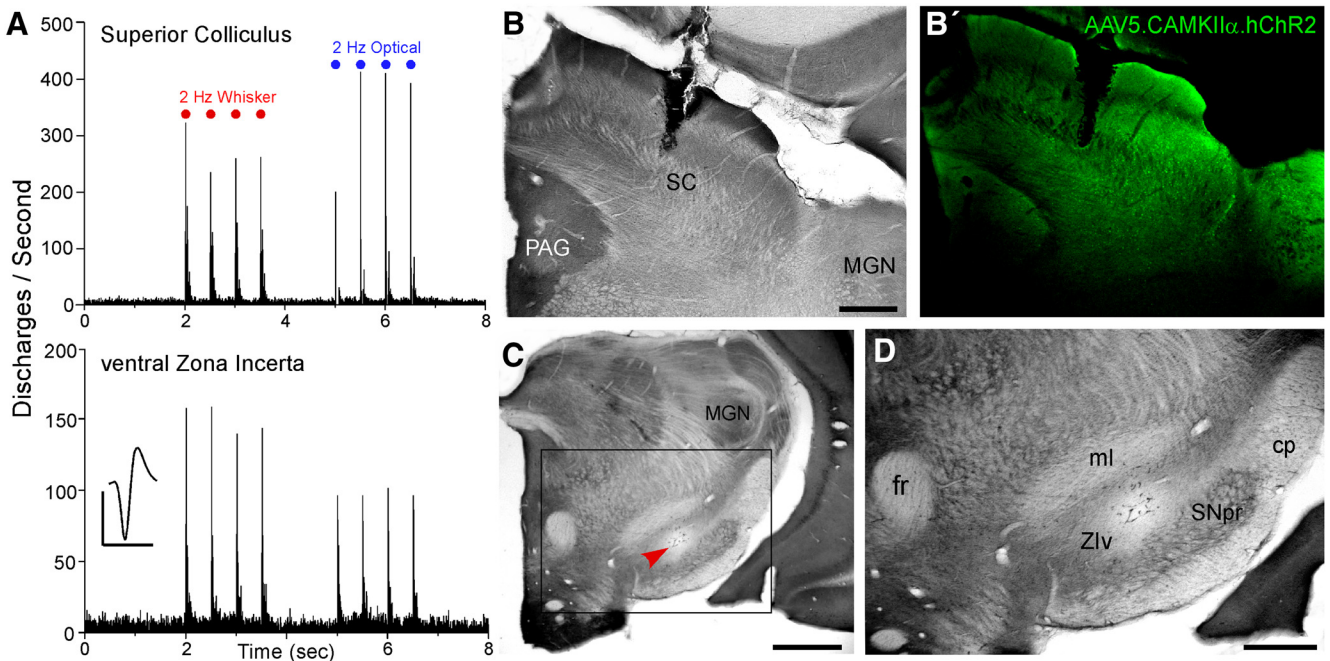 A
Discharges / Second
500
400
300
200
100
0
Superior Colliculus
2 Hz Whisker
2 Hz Optical
0
2
4
6
8
200
150
100
50
0
ventral Zona Incerta
0
2
4
6
8
Time (sec)
B
SC
PAG
MGN
B´
AAV5.CAMKIIα.hChR2
C
MGN
D
fr
ml
cp
SNpr
ZIv